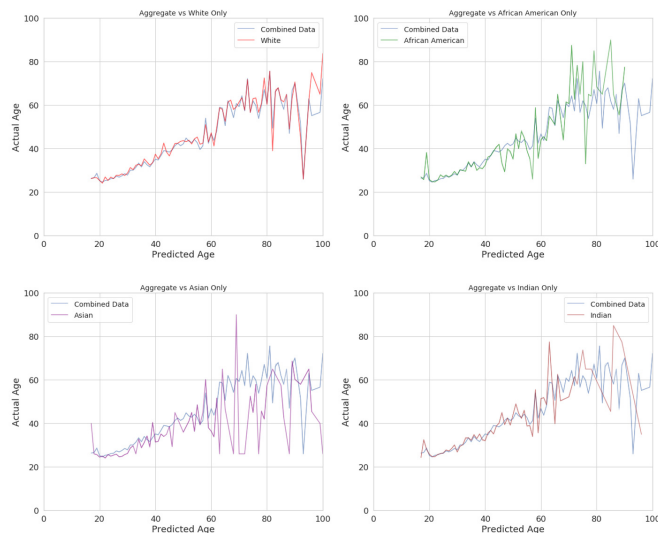 Aggregate vs White Only
100
80
60
40
20
0
Actual Age
Combined Data
White
0 20 40 60 80 100
Predicted Age
Aggregate vs African American Only
100
80
60
40
20
0
Actual Age
Combined Data
African American
0 20 40 60 80 100
Predicted Age
Aggregate vs Asian Only
100
80
60
40
20
0
Actual Age
Combined Data
Asian
0 20 40 60 80 100
Predicted Age
Aggregate vs Indian Only
100
80
60
40
20
0
Actual Age
Combined Data
Indian
0 20 40 60 80 100
Predicted Age